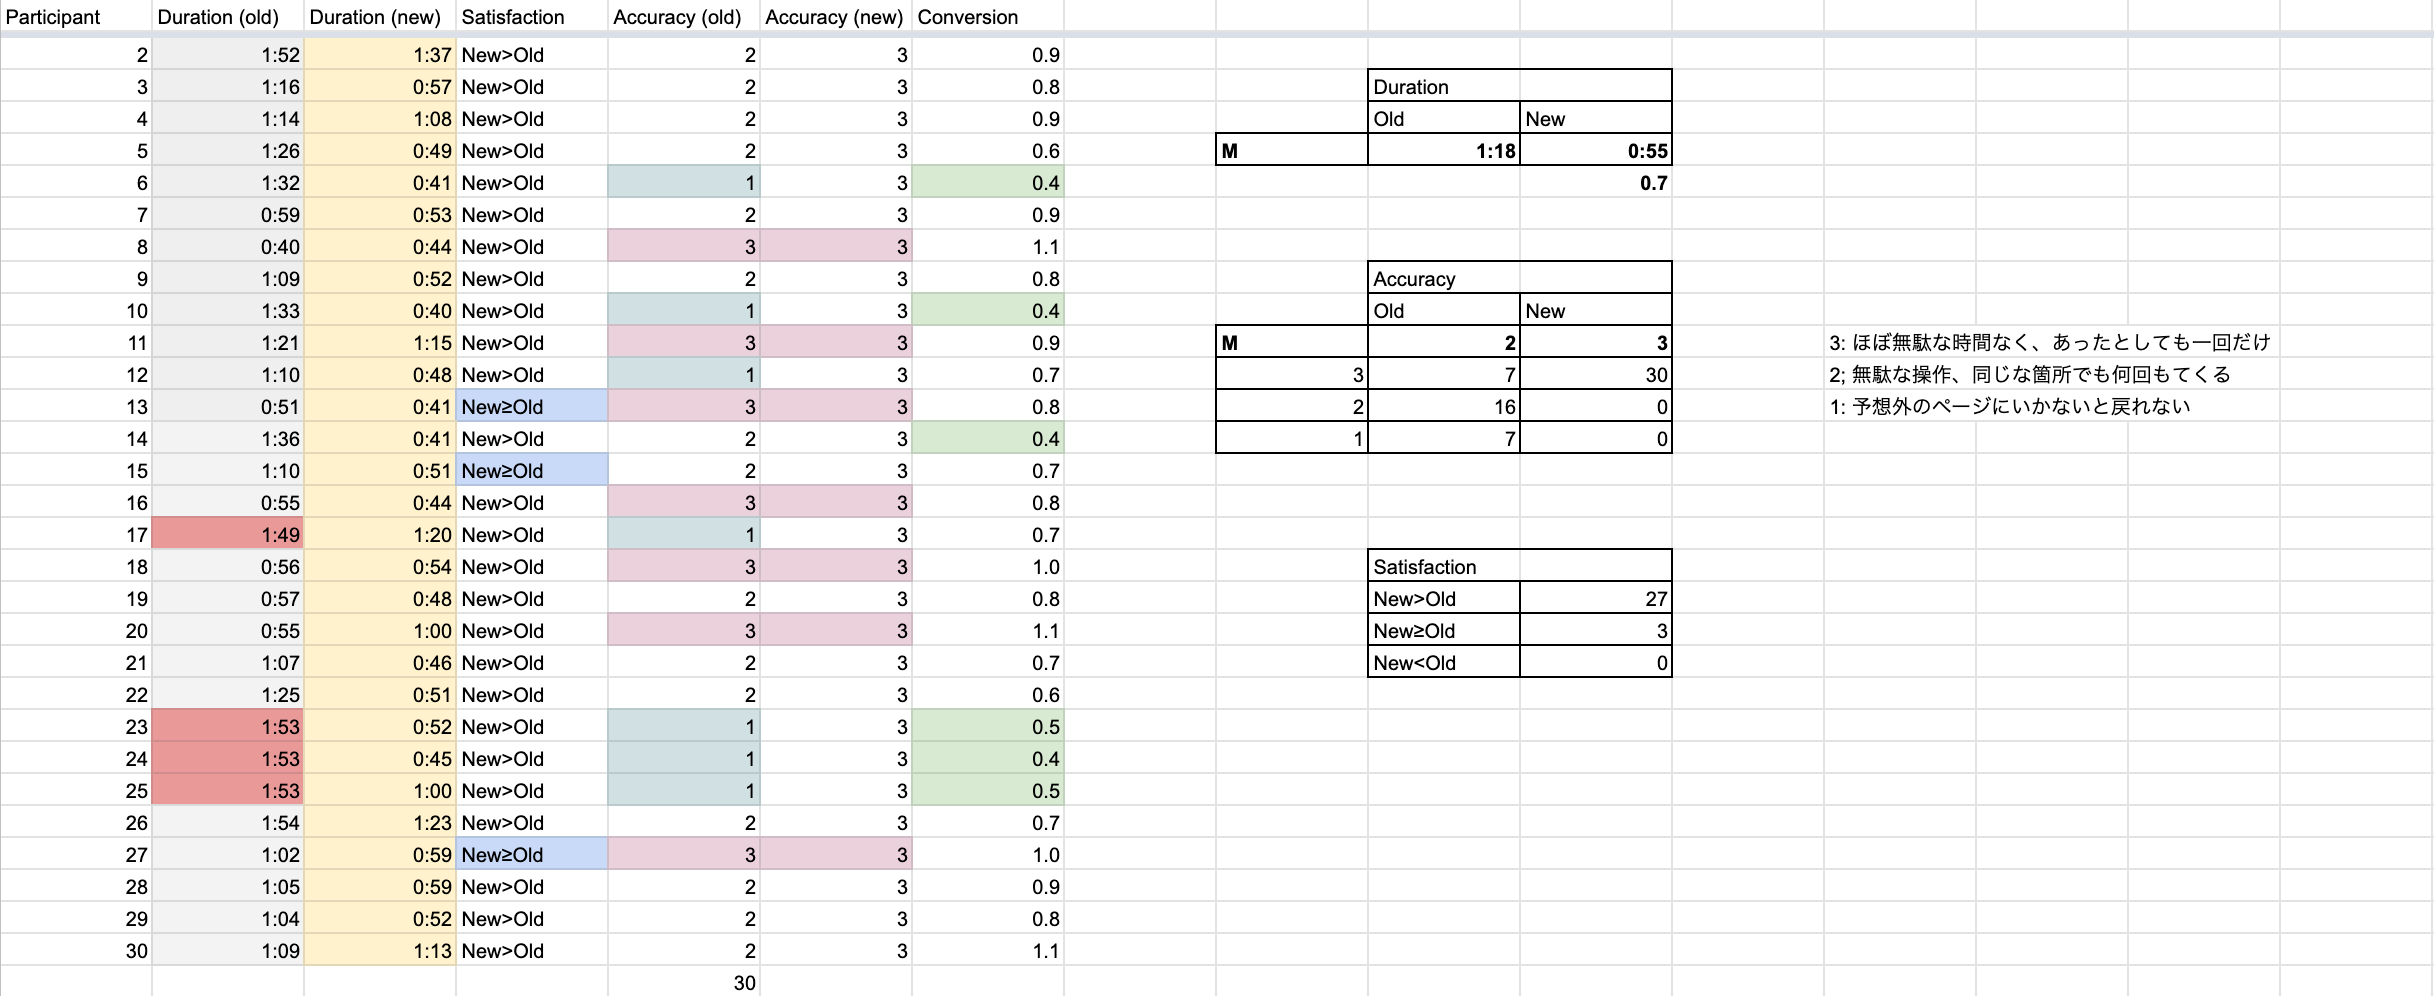 Participant Duration (old) Duration (new) Satisfaction Accuracy (old) Accuracy (new) Conversion
2 1:52 1:37 New>Old 2 3 0.9
3 1:16 0:57 New>Old 2 3 0.8 Duration
4 1:14 1:08 New>Old 2 3 0.9 Old New
5 1:26 0:49 New>Old 2 3 0.6 M 1:18 0:55
6 1:32 0:41 New>Old 1 3 0.4 0.7
7 0:59 0:53 New>Old 2 3 0.9
8 0:40 0:44 New>Old 3 3 1.1
9 1:09 0:52 New>Old 2 3 0.8 Accuracy
10 1:33 0:40 New>Old 1 3 0.4 Old New
11 1:21 1:15 New>Old 3 3 0.9 M 2 3 3: ほぼ無駄な時間なく、あったとしても一回だけ
12 1:10 0:48 New>Old 1 3 0.7 3 7 30 2; 無駄な操作、同じな箇所でも何回もてくる
13 0:51 0:41 New≥Old 3 3 0.8 2 16 0 1: 予想外のページにいかないと戻れない
14 1:36 0:41 New>Old 2 3 0.4 1 7 0
15 1:10 0:51 New≥Old 2 3 0.7
16 0:55 0:44 New>Old 3 3 0.8
17 1:49 1:20 New>Old 1 3 0.7
18 0:56 0:54 New>Old 3 3 1.0 Satisfaction
19 0:57 0:48 New>Old 2 3 0.8 New>Old 27
20 0:55 1:00 New>Old 3 3 1.1 New≥Old 3
21 1:07 0:46 New>Old 2 3 0.7 New<Old 0
22 1:25 0:51 New>Old 2 3 0.6
23 1:53 0:52 New>Old 1 3 0.5
24 1:53 0:45 New>Old 1 3 0.4
25 1:53 1:00 New>Old 1 3 0.5
26 1:54 1:23 New>Old 2 3 0.7
27 1:02 0:59 New≥Old 3 3 1.0
28 1:05 0:59 New>Old 2 3 0.9
29 1:04 0:52 New>Old 2 3 0.8
30 1:09 1:13 New>Old 2 3 1.1
30